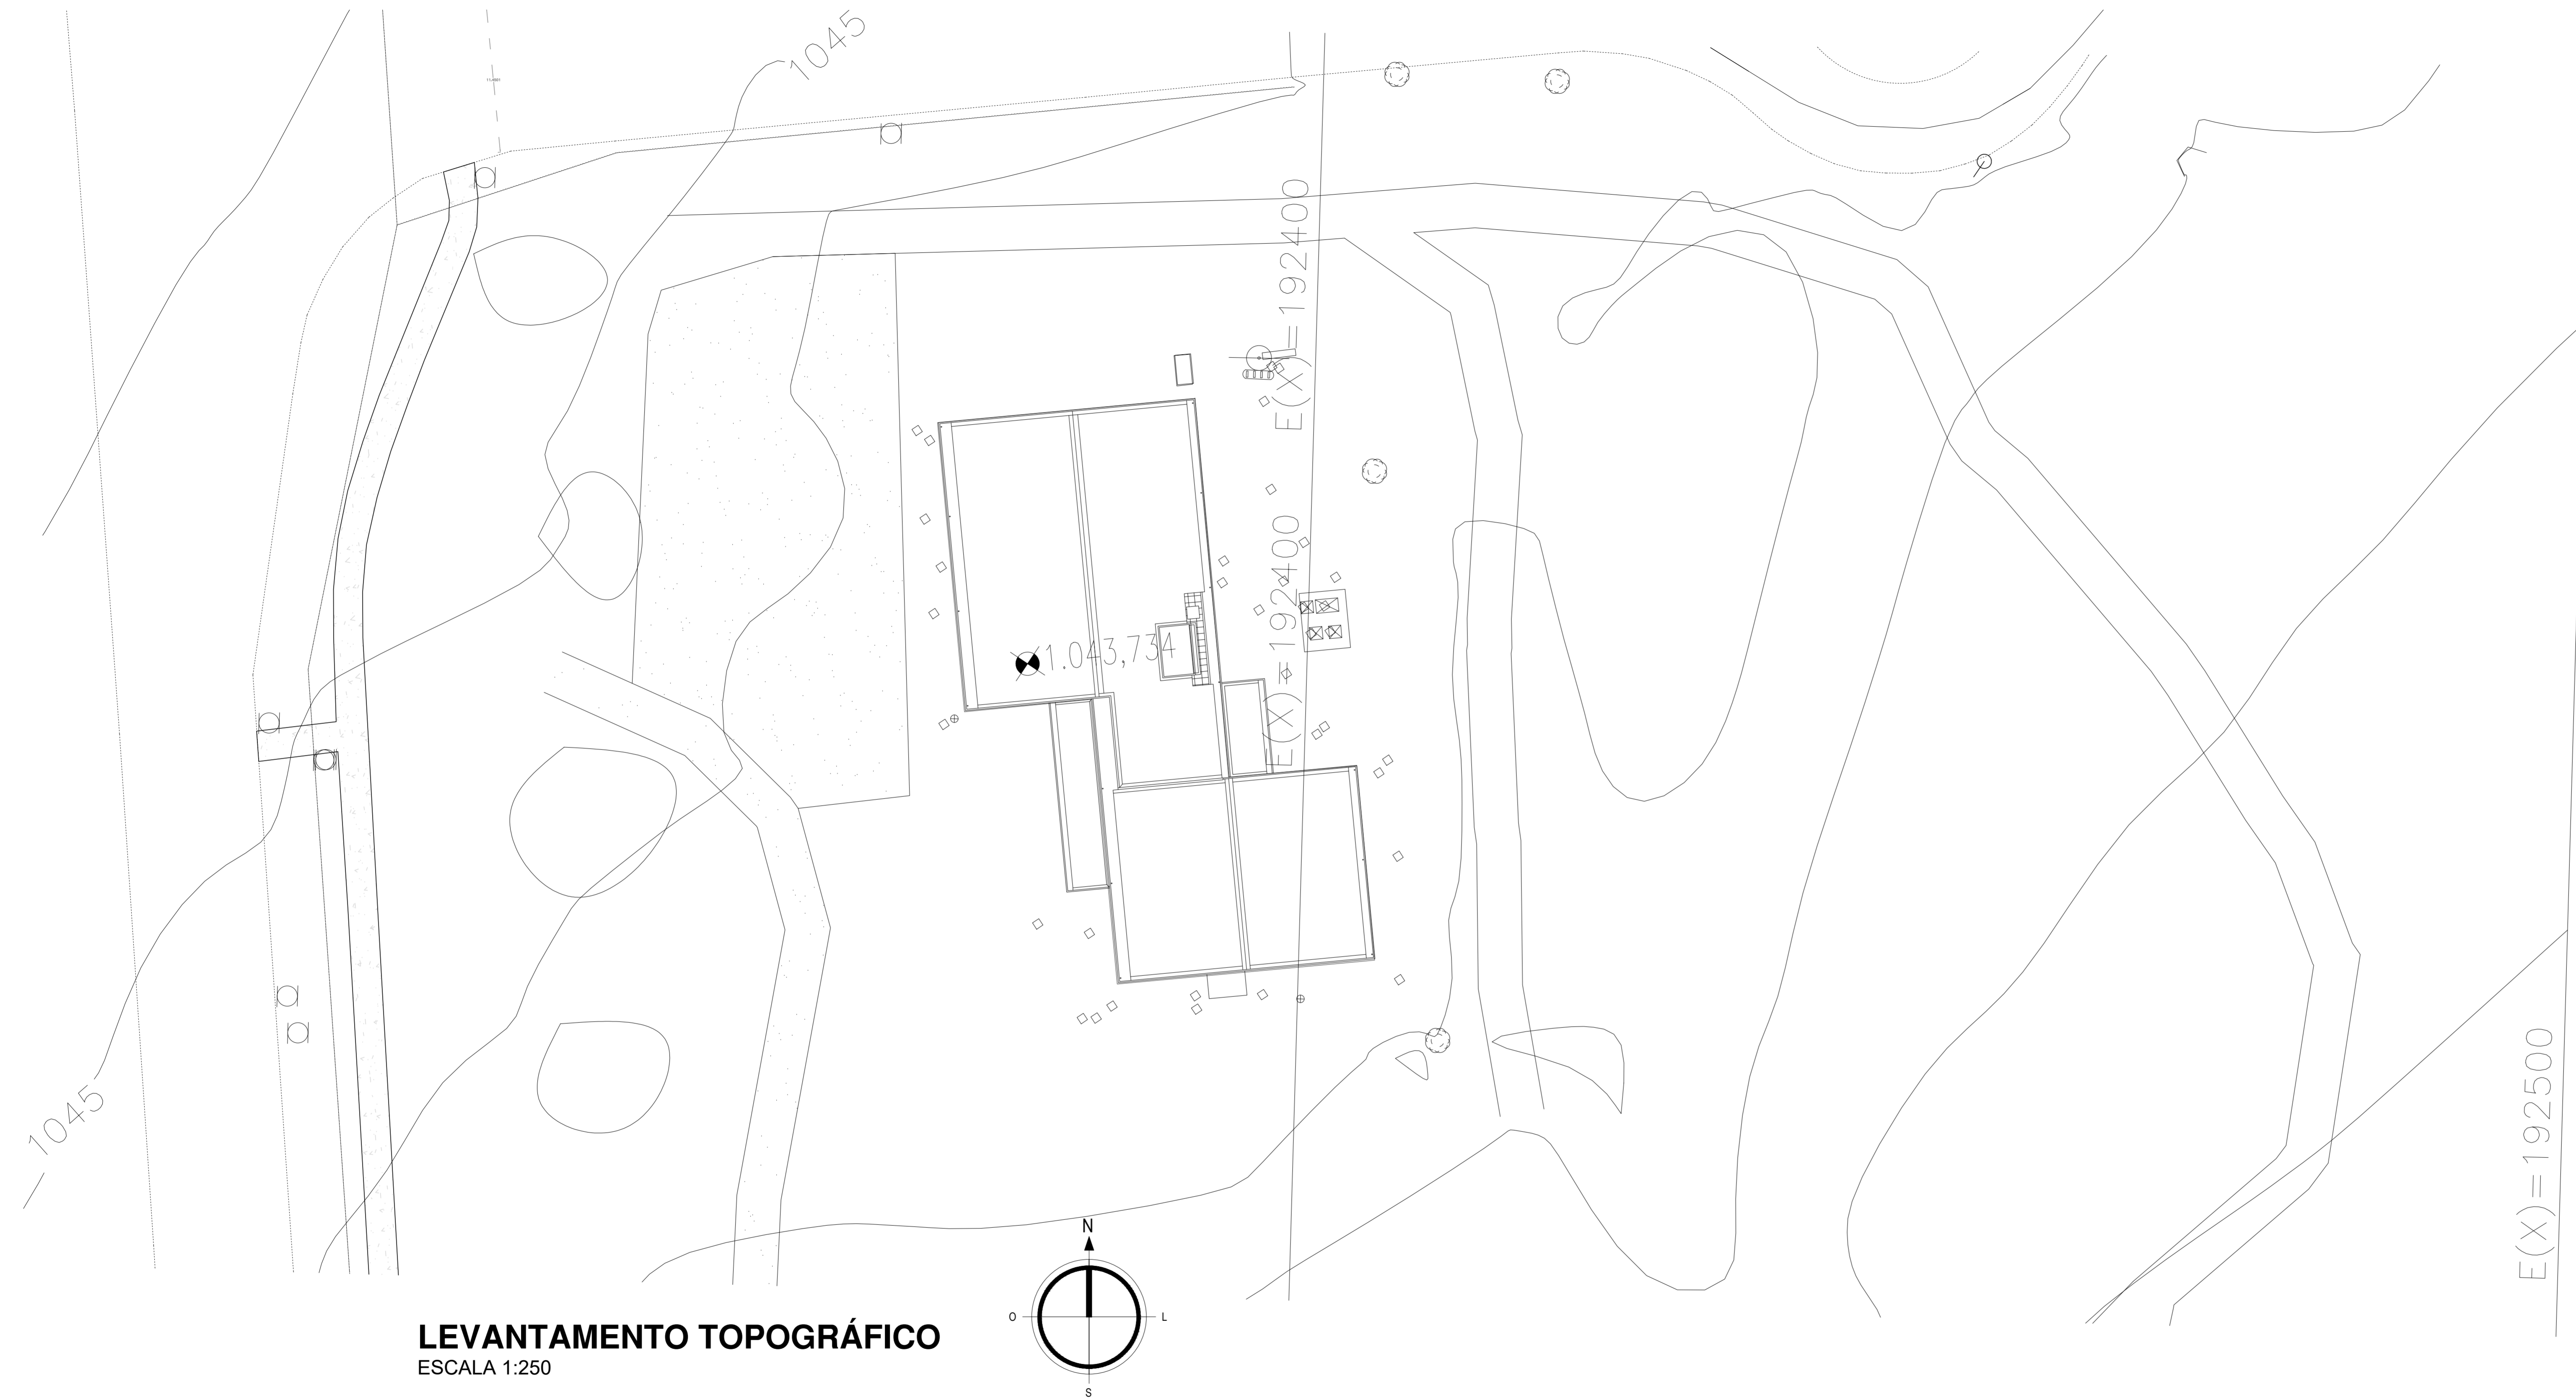 1045
E(X)=192400
E(X)=192400
1.043,734
1045
E(X)=192500
N
O
L
S
LEVANTAMENTO TOPOGRÁFICO
ESCALA 1:250